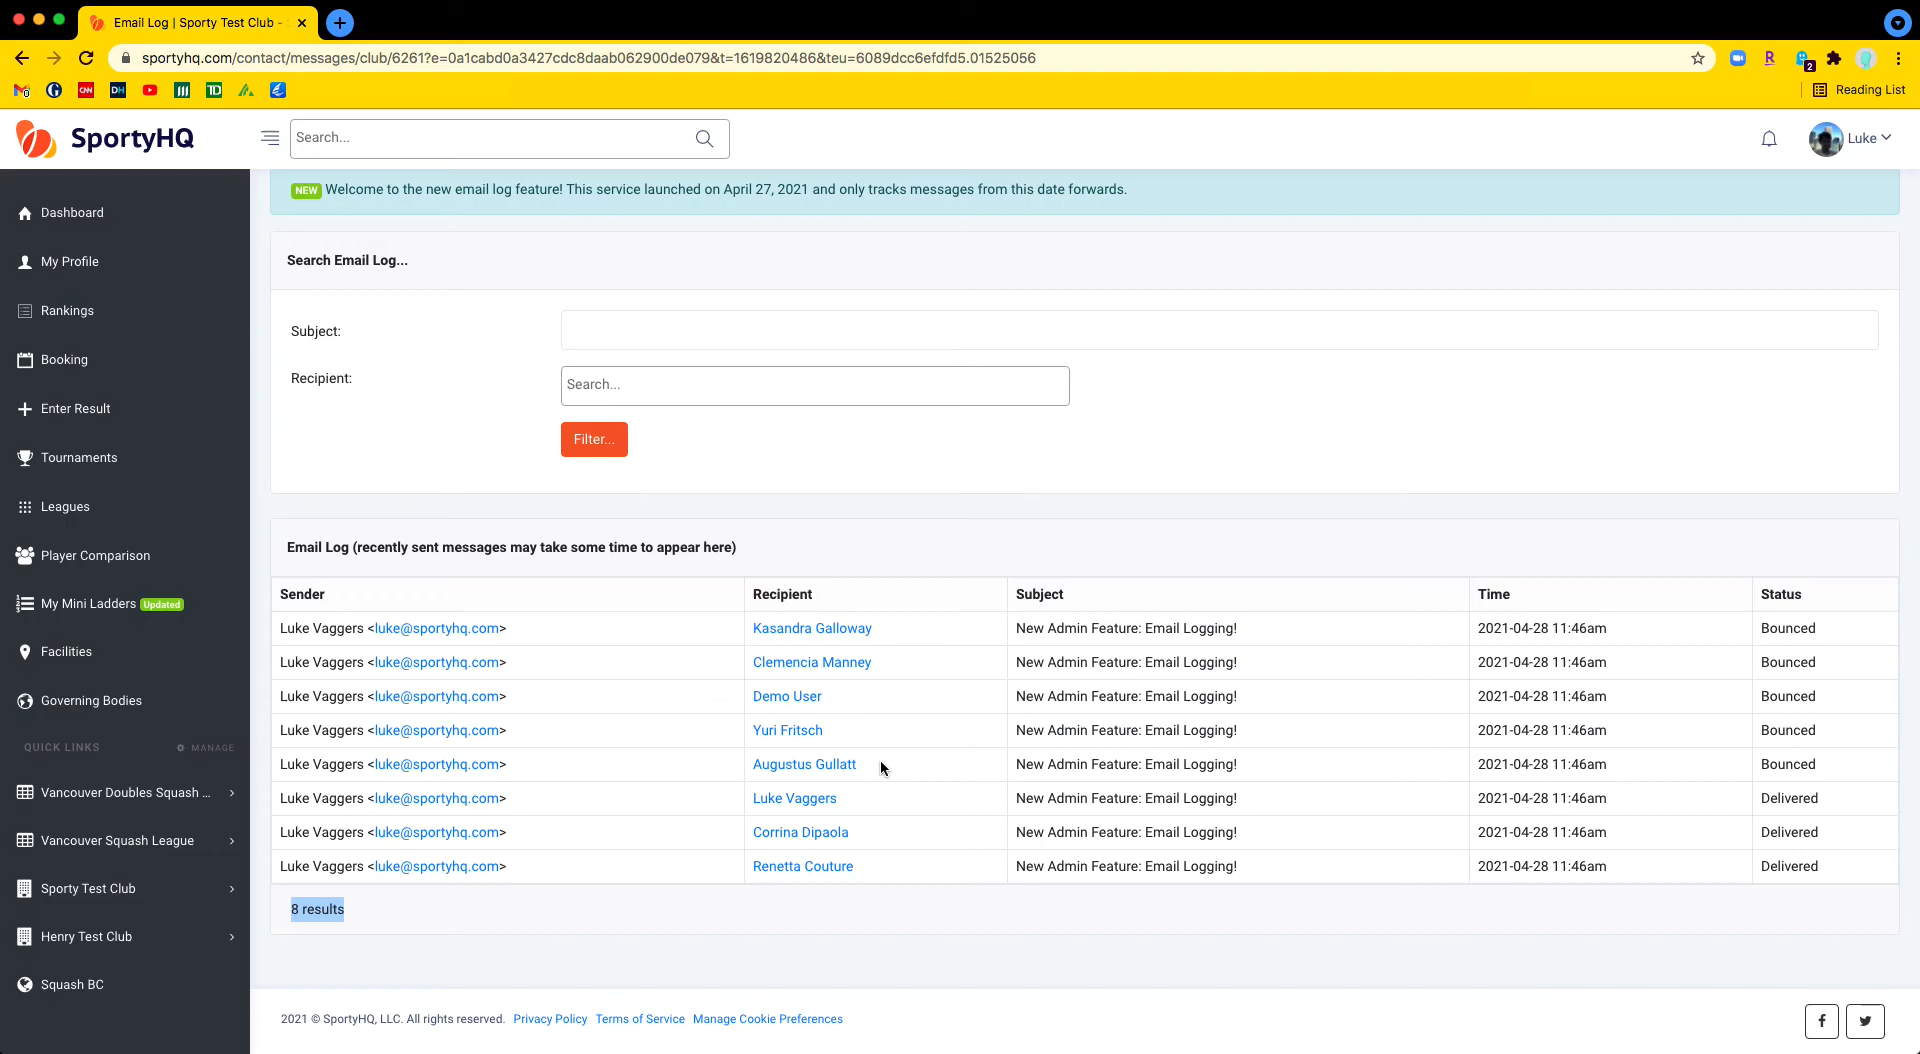 Email Log | Sporty Test Club -
sportyhq.com/contact/messages/club/6261?e=0a1cabd0a3427cdc8daab062900de079&t=1619820486&teu=6089dcc6efdfd5.01525056
R
2
CNN
DH
TD
Reading List
SportyHQ
Search...
Luke
Dashboard
My Profile
Rankings
Booking
Enter Result
Tournaments
Leagues
Player Comparison
My Mini Ladders Updated
Facilities
Governing Bodies
QUICK LINKS MANAGE
Vancouver Doubles Squash ...
Vancouver Squash League
Sporty Test Club
Henry Test Club
Squash BC
NEW Welcome to the new email log feature! This service launched on April 27, 2021 and only tracks messages from this date forwards.
Search Email Log...
Subject:
Recipient: Search...
Filter...
Email Log (recently sent messages may take some time to appear here)
Sender Recipient Subject Time Status
Luke Vaggers <luke@sportyhq.com> Kasandra Galloway New Admin Feature: Email Logging! 2021-04-28 11:46am Bounced
Luke Vaggers <luke@sportyhq.com> Clemencia Manney New Admin Feature: Email Logging! 2021-04-28 11:46am Bounced
Luke Vaggers <luke@sportyhq.com> Demo User New Admin Feature: Email Logging! 2021-04-28 11:46am Bounced
Luke Vaggers <luke@sportyhq.com> Yuri Fritsch New Admin Feature: Email Logging! 2021-04-28 11:46am Bounced
Luke Vaggers <luke@sportyhq.com> Augustus Gullatt New Admin Feature: Email Logging! 2021-04-28 11:46am Bounced
Luke Vaggers <luke@sportyhq.com> Luke Vaggers New Admin Feature: Email Logging! 2021-04-28 11:46am Delivered
Luke Vaggers <luke@sportyhq.com> Corrina Dipaola New Admin Feature: Email Logging! 2021-04-28 11:46am Delivered
Luke Vaggers <luke@sportyhq.com> Renetta Couture New Admin Feature: Email Logging! 2021-04-28 11:46am Delivered
8 results
2021 © SportyHQ, LLC. All rights reserved. Privacy Policy Terms of Service Manage Cookie Preferences